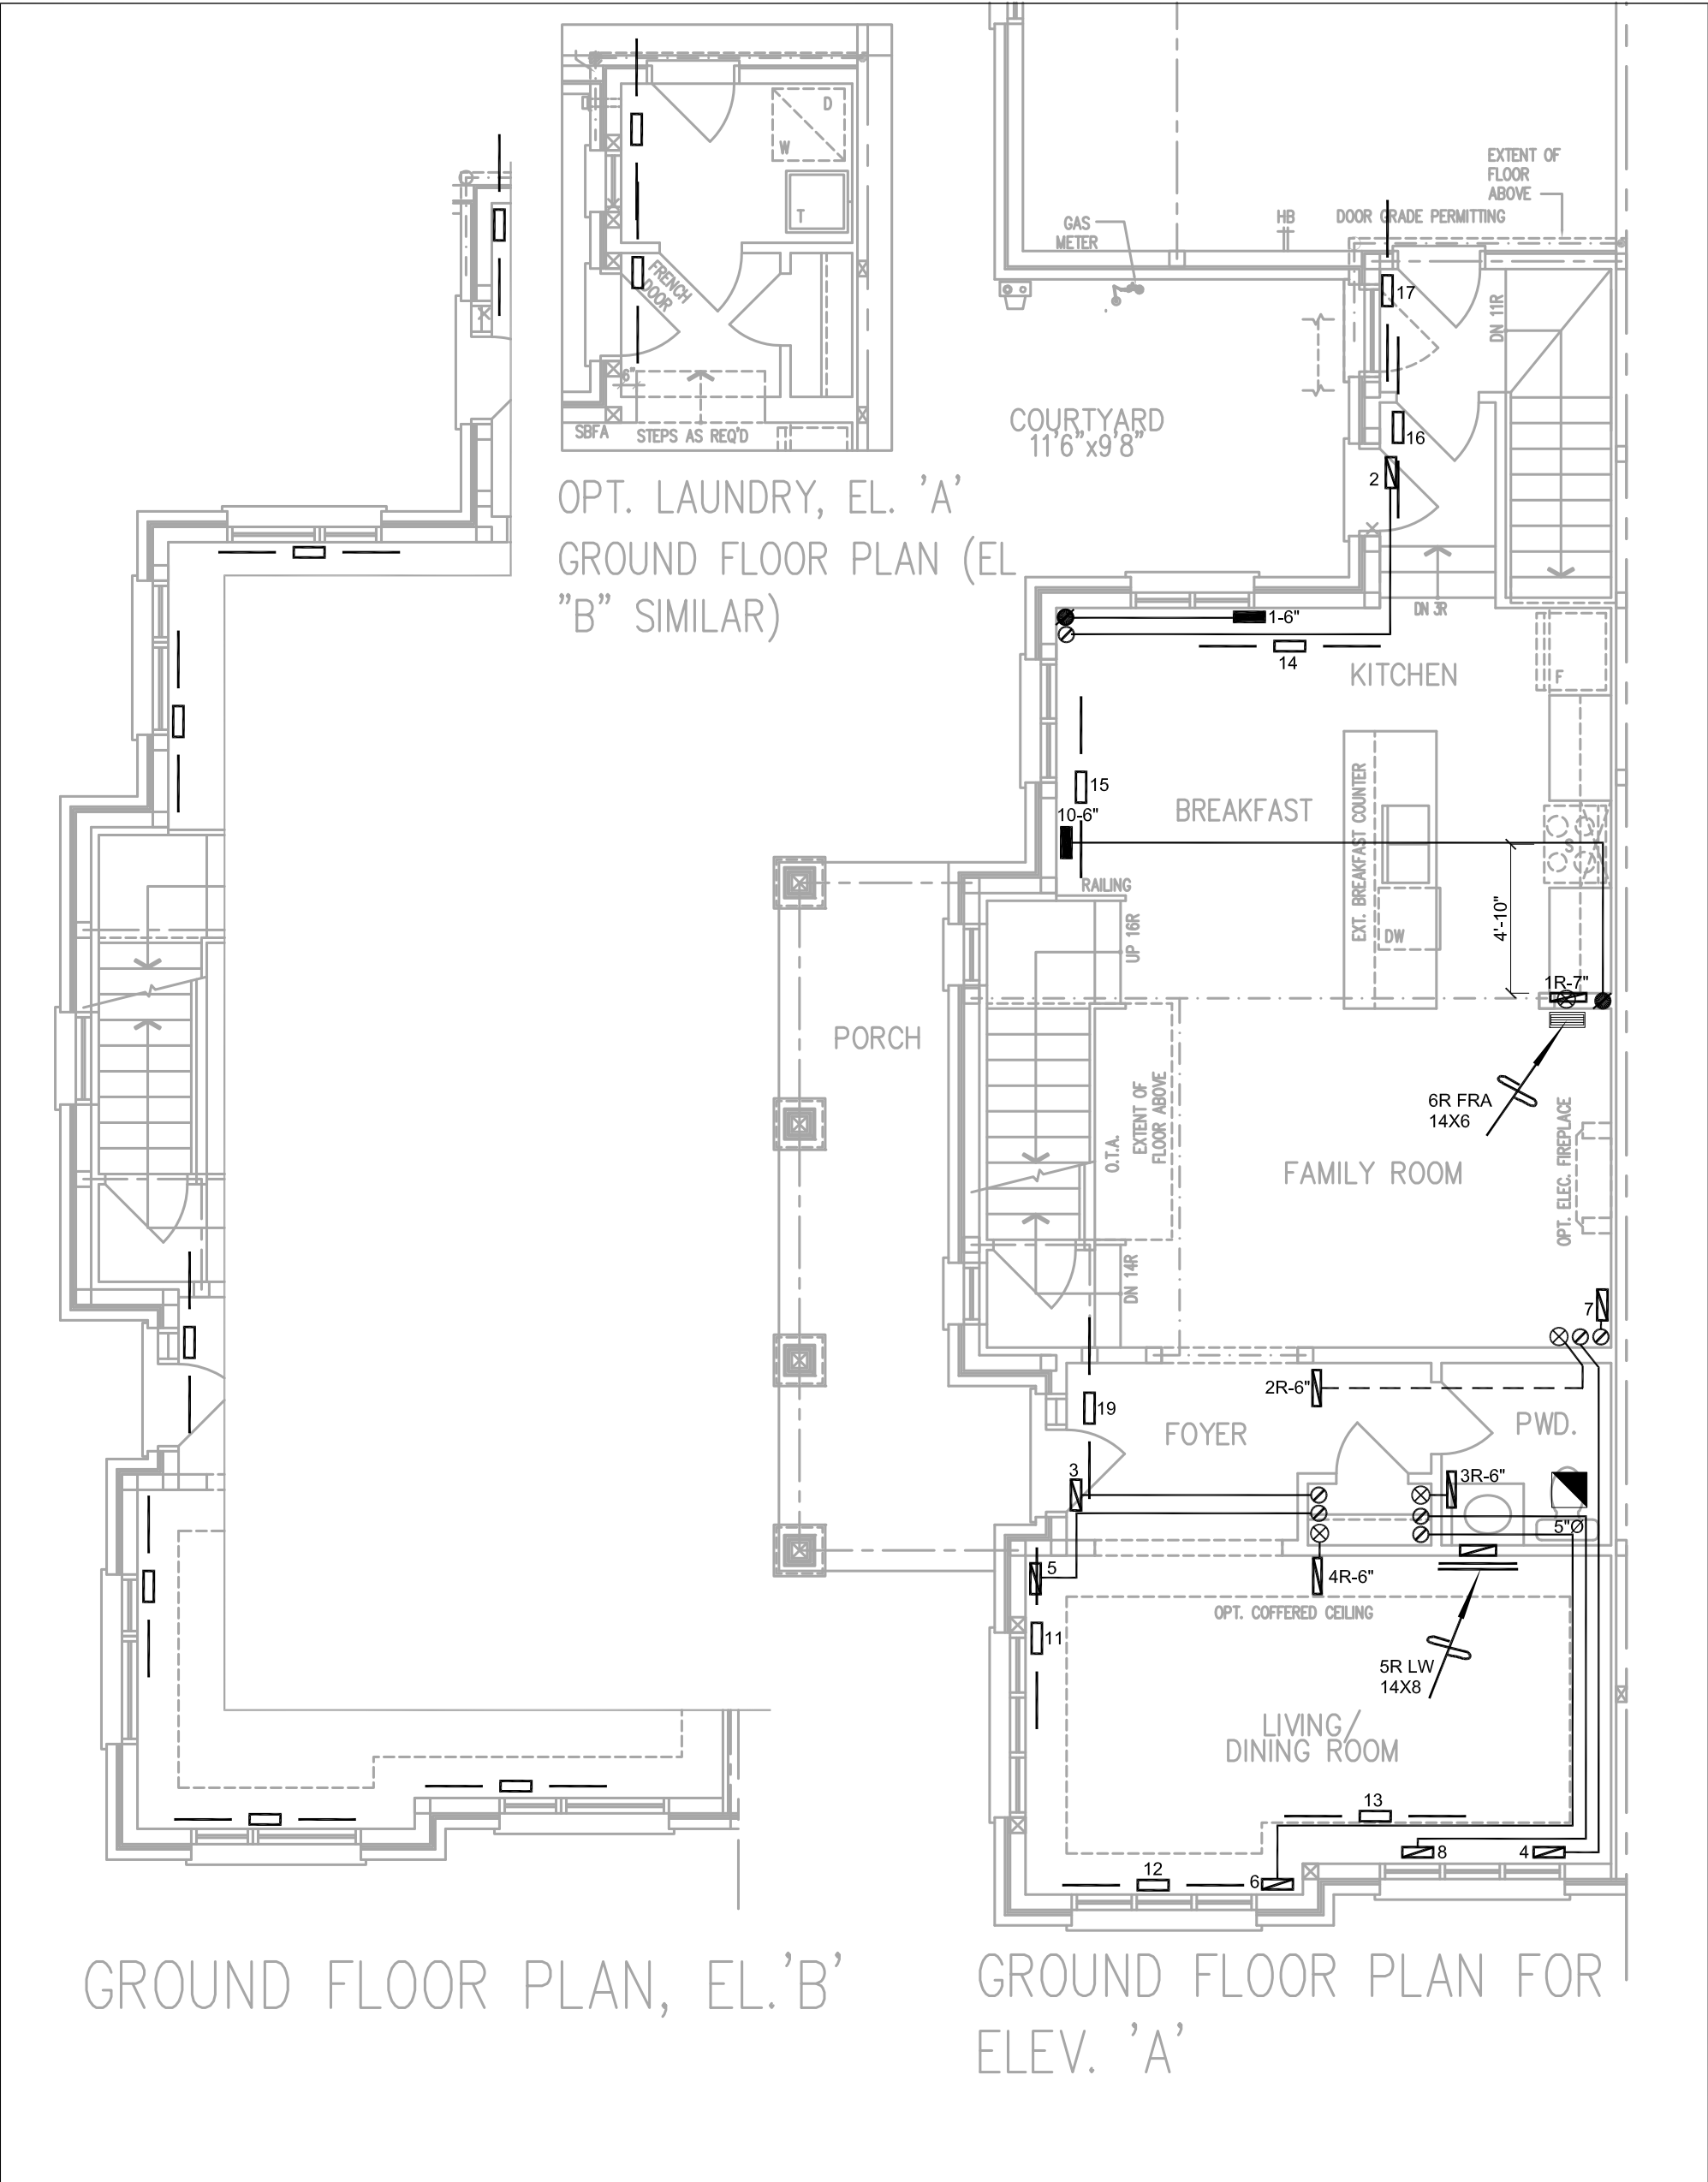 D
W
T
FRENCH
DOOR
6"
SBFA
STEPS AS REQ'D
OPT. LAUNDRY, EL. 'A'
GROUND FLOOR PLAN (EL
"B" SIMILAR)
EXTENT OF
FLOOR
ABOVE
GAS
METER
HB
DOOR GRADE PERMITTING
17
DN 11R
COURTYARD
11'6"x9'8"
16
2
DN 3R
1-6"
14
KITCHEN
F
15
10-6"
BREAKFAST
EXT. BREAKFAST COUNTER
S
RAILING
UP 16R
DW
4'-10"
1R-7"
PORCH
6R FRA
14X6
O.T.A.
EXTENT OF
FLOOR ABOVE
FAMILY ROOM
OPT. ELEC. FIREPLACE
DN 14R
7
2R-6"
19
FOYER
PWD.
3
3R-6"
5"Ø
5
4R-6"
OPT. COFFERED CEILING
11
5R LW
14X8
LIVING/
DINING ROOM
13
8
4
12
6
GROUND FLOOR PLAN, EL.'B'
GROUND FLOOR PLAN FOR
ELEV. 'A'